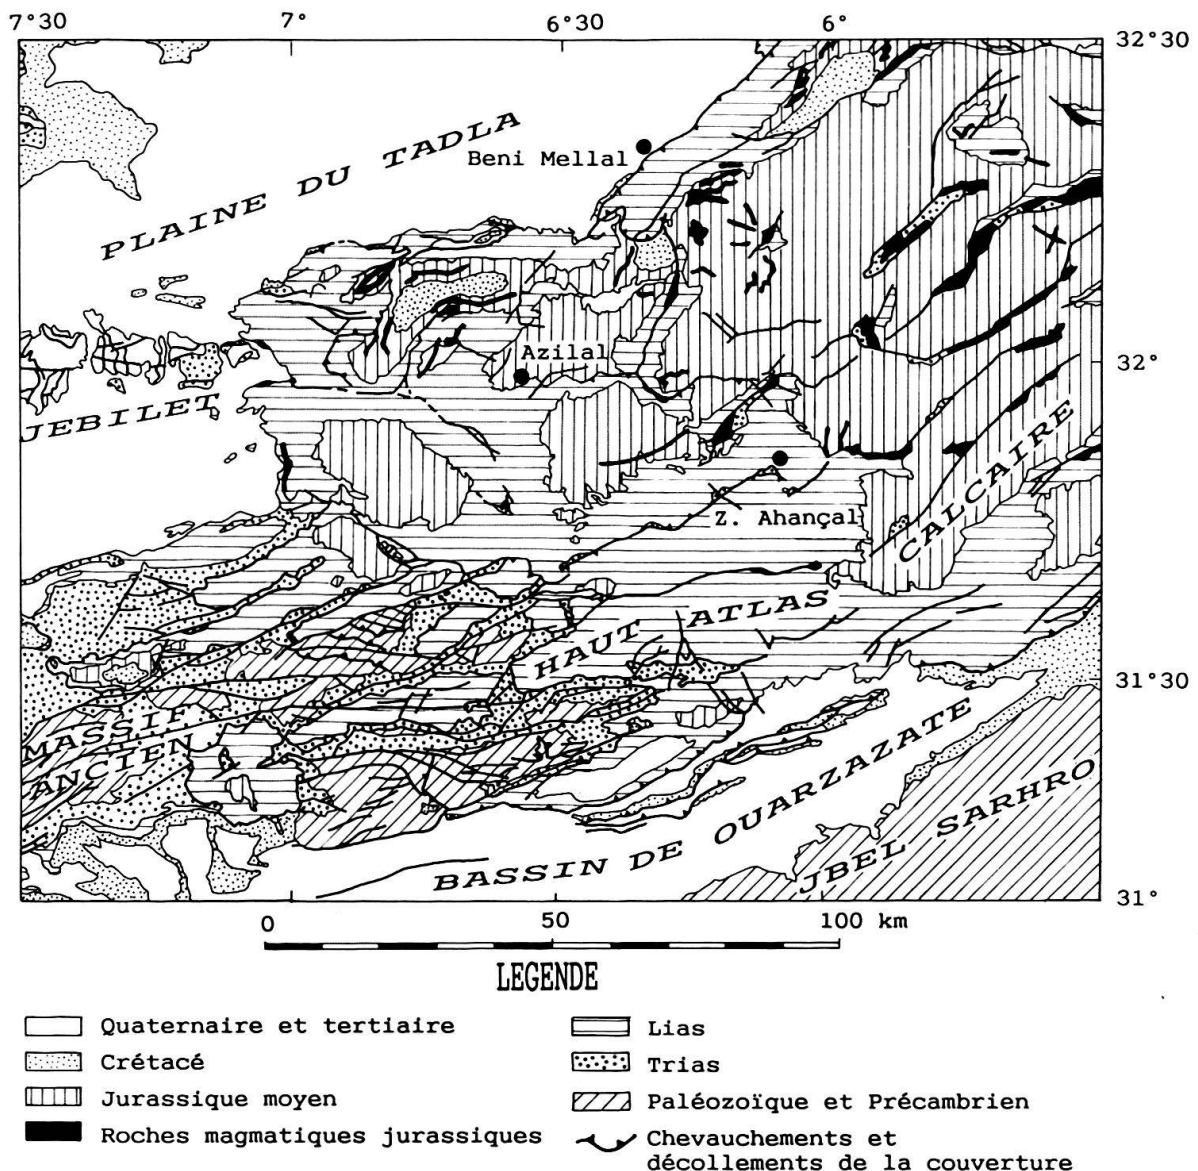 7°30 7° 6°30 6° 32°30
PLAINE DU TADLA
Beni Mellal
Azilal
32°
JEBILET
CALCAIRE
Z. Ahançal
HAUT ATLAS
31°30
MASSIF
ANCIEN
BASSIN DE OUARZAZATE
JBEL SARHRO
31°
0 50 100 km
LEGENDE
Quaternaire et tertiaire
Crétacé
Jurassique moyen
Roches magmatiques jurassiques
Lias
Trias
Paléozoïque et Précambrien
Chevauchements et
décollements de la couverture